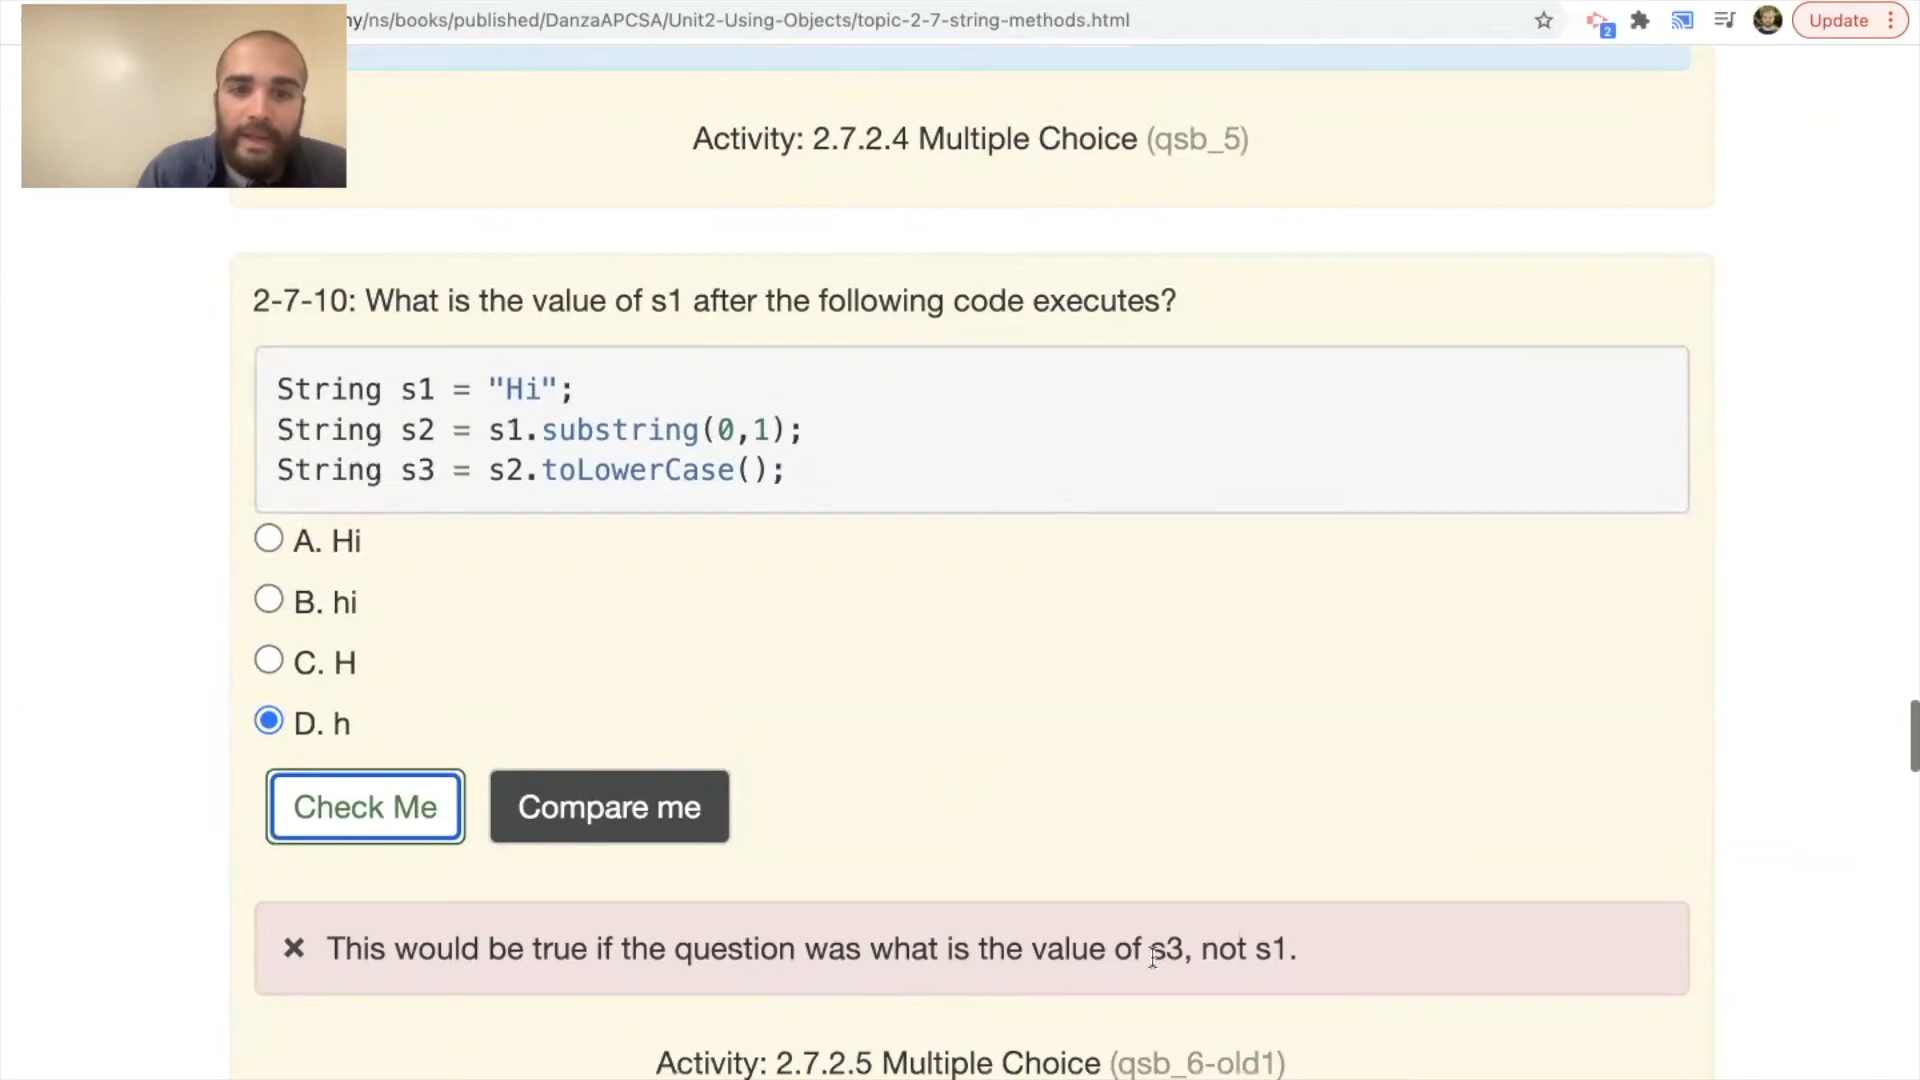 ny/ns/books/published/DanzaAPCSA/Unit2-Using-Objects/topic-2-7-string-methods.html
2
Update
Activity: 2.7.2.4 Multiple Choice (qsb_5)
2-7-10: What is the value of s1 after the following code executes?
String s1 = "Hi";
String s2 = s1.substring(0,1);
String s3 = s2.toLowerCase();
A. Hi
B. hi
C. H
D. h
Check Me
Compare me
This would be true if the question was what is the value of s3, not s1.
Activity: 2.7.2.5 Multiple Choice (qsb_6-old1)